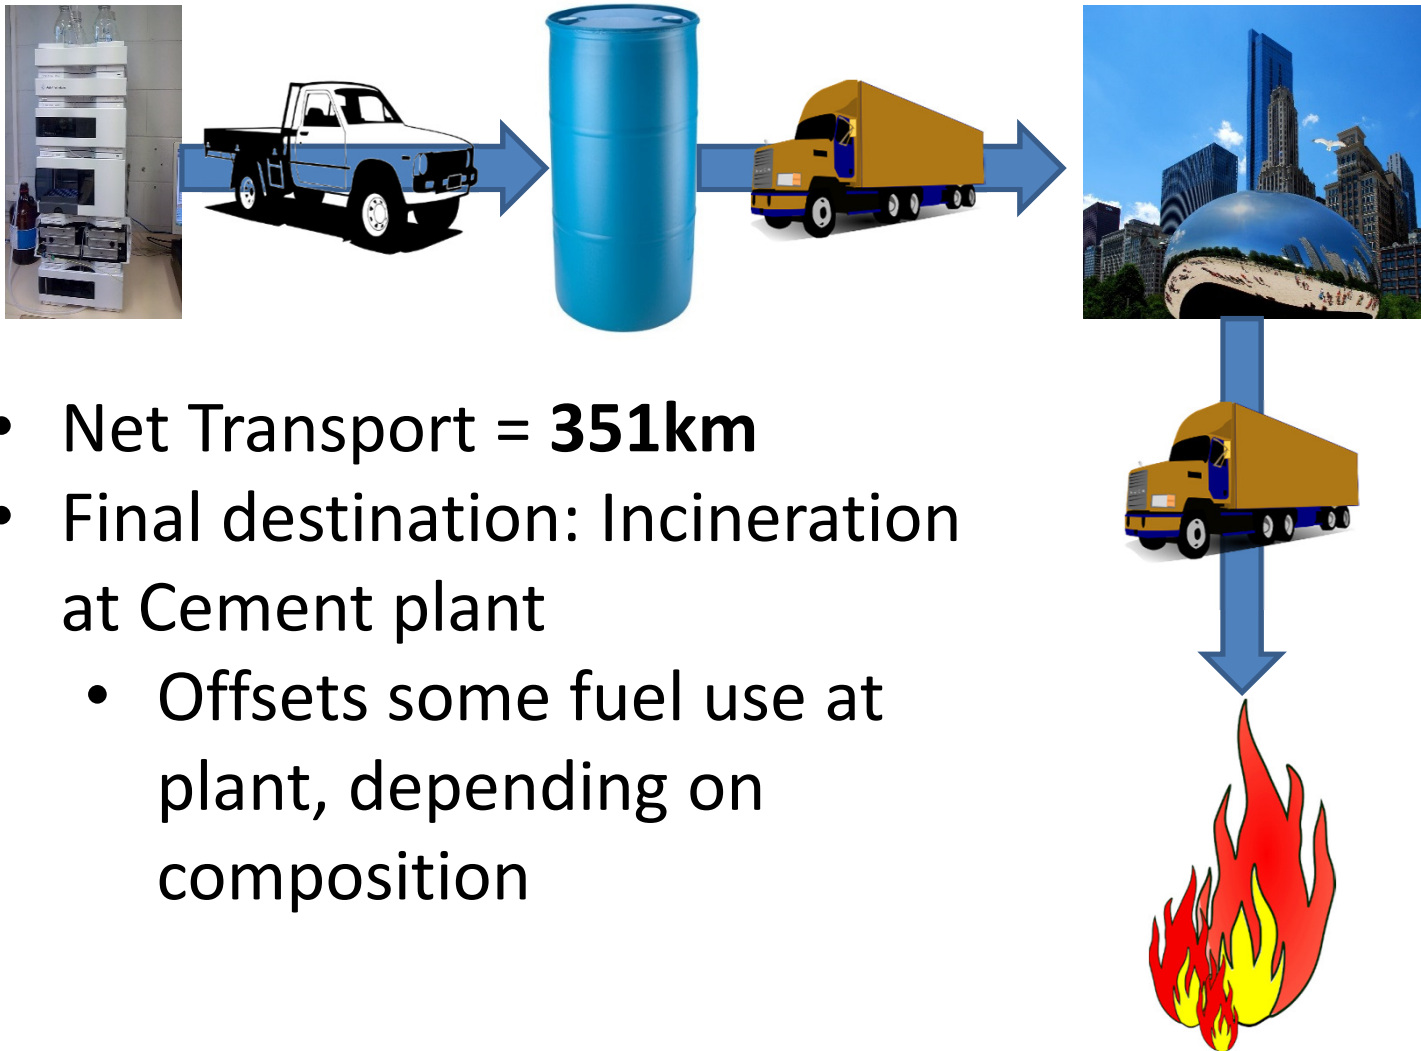 • Net Transport = 351km
• Final destination: Incineration
at Cement plant
• Offsets some fuel use at
plant, depending on
composition